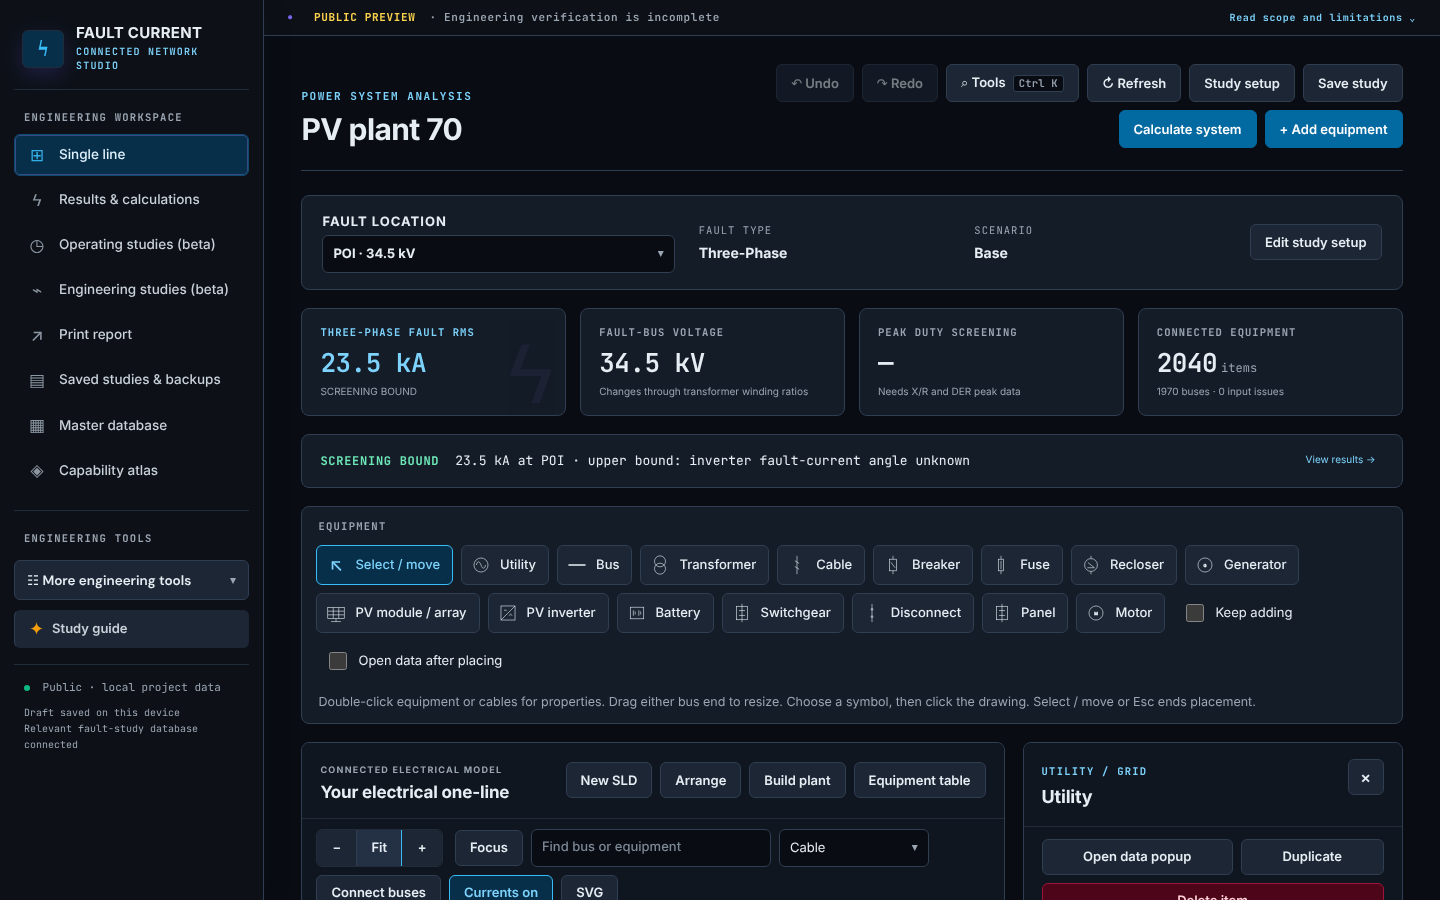 FAULT CURRENT
CONNECTED NETWORK
STUDIO
ENGINEERING WORKSPACE
Single line
Results & calculations
Operating studies (beta)
Engineering studies (beta)
Print report
Saved studies & backups
Master database
Capability atlas
ENGINEERING TOOLS
More engineering tools
Study guide
Public · local project data
Draft saved on this device
Relevant fault-study database
connected
PUBLIC PREVIEW · Engineering verification is incomplete
Read scope and limitations
POWER SYSTEM ANALYSIS
PV plant 70
Undo
Redo
Tools Ctrl K
Refresh
Study setup
Save study
Calculate system
+ Add equipment
FAULT LOCATION
POI · 34.5 kV
FAULT TYPE
Three-Phase
SCENARIO
Base
Edit study setup
THREE-PHASE FAULT RMS
23.5 kA
SCREENING BOUND
FAULT-BUS VOLTAGE
34.5 kV
Changes through transformer winding ratios
PEAK DUTY SCREENING
—
Needs X/R and DER peak data
CONNECTED EQUIPMENT
2040 items
1970 buses · 0 input issues
SCREENING BOUND 23.5 kA at POI · upper bound: inverter fault-current angle unknown
View results →
EQUIPMENT
Select / move
Utility
Bus
Transformer
Cable
Breaker
Fuse
Recloser
Generator
PV module / array
PV inverter
Battery
Switchgear
Disconnect
Panel
Motor
Keep adding
Open data after placing
Double-click equipment or cables for properties. Drag either bus end to resize. Choose a symbol, then click the drawing. Select / move or Esc ends placement.
CONNECTED ELECTRICAL MODEL
Your electrical one-line
New SLD
Arrange
Build plant
Equipment table
− Fit +
Focus
Find bus or equipment
Cable
Connect buses
Currents on
SVG
UTILITY / GRID
Utility
×
Open data popup
Duplicate
Delete item